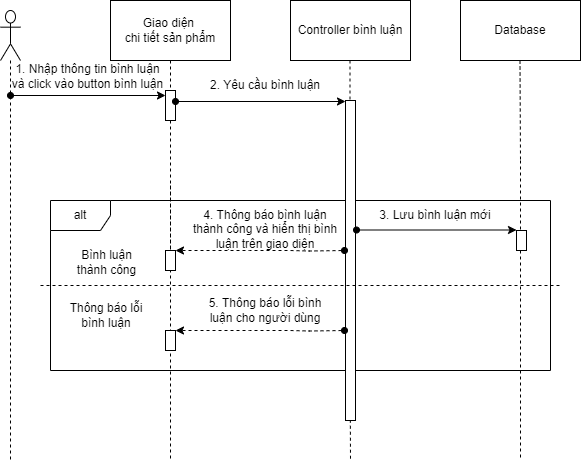 Giao diện
chi tiết sản phẩm
Controller bình luận
Database
1. Nhập thông tin bình luận
và click vào button bình luận
2. Yêu cầu bình luận
alt
4. Thông báo bình luận
thành công và hiển thị bình
luận trên giao diện
3. Lưu bình luận mới
Bình luận
thành công
Thông báo lỗi
bình luận
5. Thông báo lỗi bình
luận cho người dùng